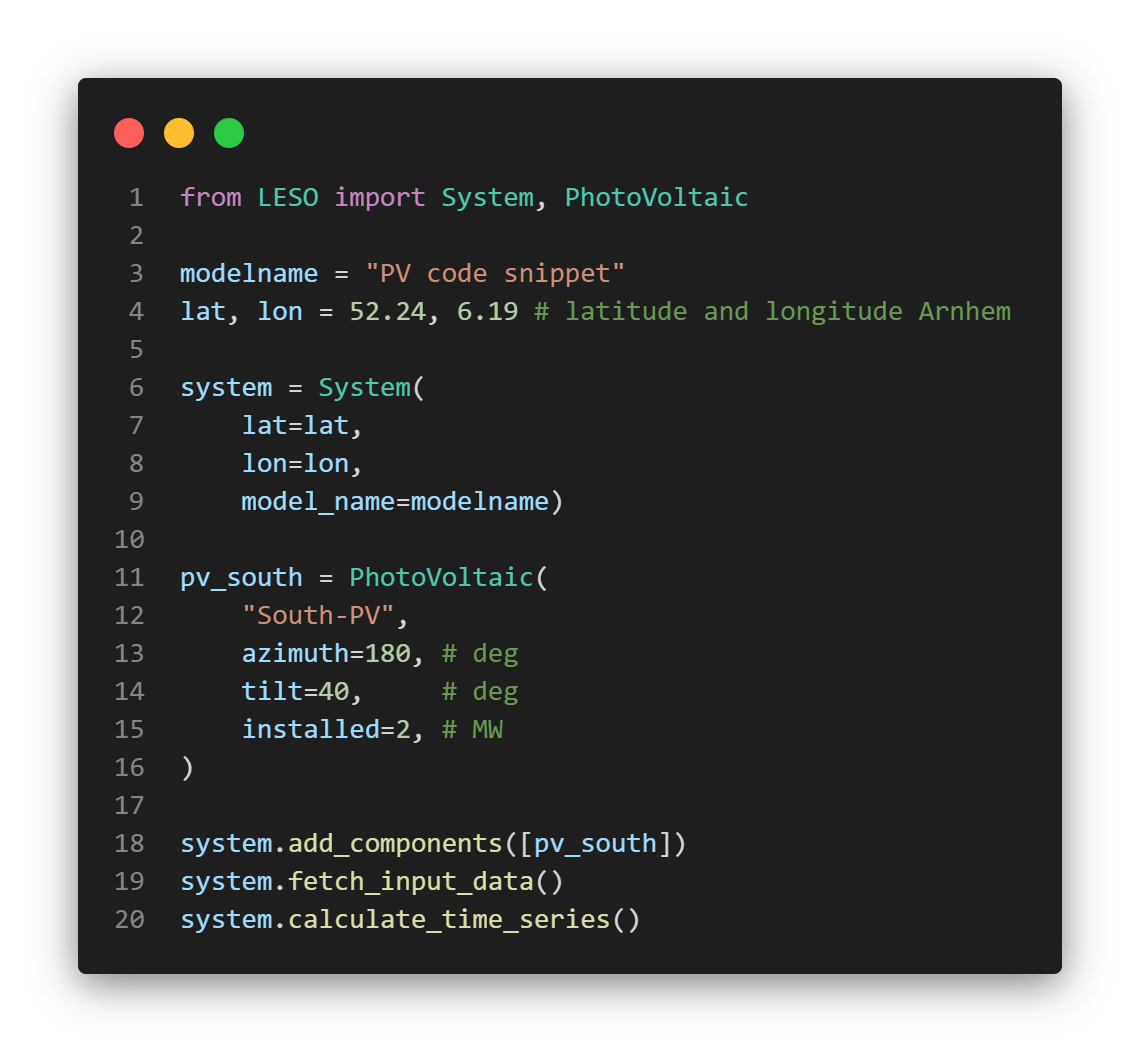 1 from LESO import System, PhotoVoltaic
2
3 modelname = "PV code snippet"
4 lat, lon = 52.24, 6.19 # latitude and longitude Arnhem
5
6 system = System(
7     lat=lat,
8     lon=lon,
9     model_name=modelname)
10
11 pv_south = PhotoVoltaic(
12     "South-PV",
13     azimuth=180, # deg
14     tilt=40,     # deg
15     installed=2, # MW
16 )
17
18 system.add_components([pv_south])
19 system.fetch_input_data()
20 system.calculate_time_series()